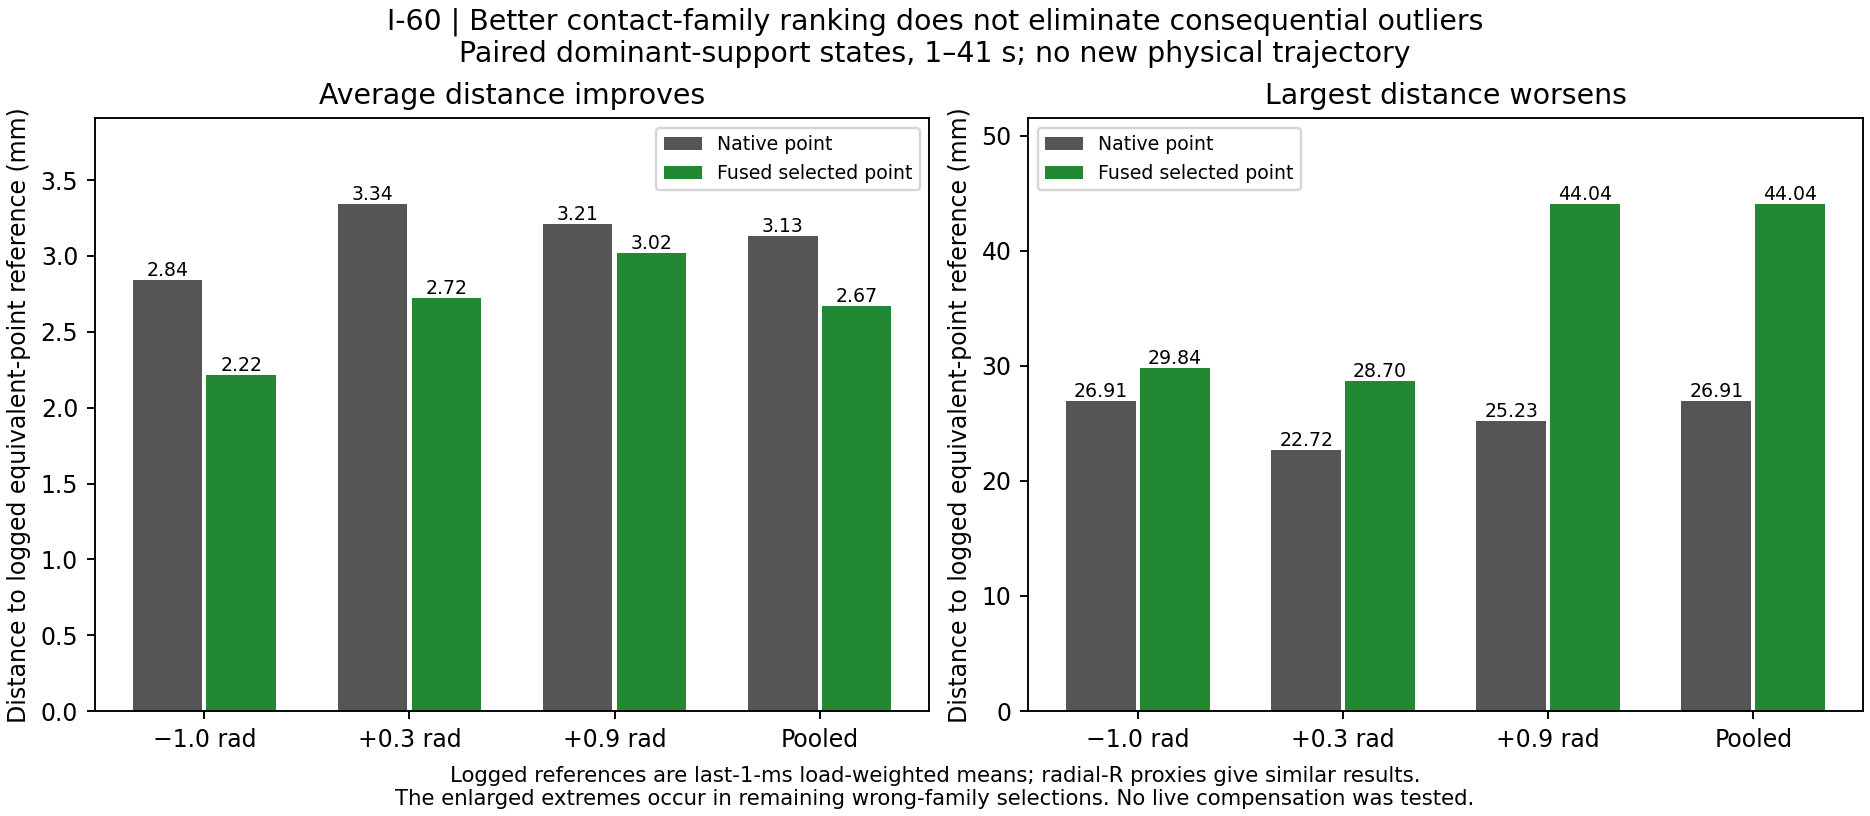 I-60 | Better contact-family ranking does not eliminate consequential outliers
Paired dominant-support states, 1–41 s; no new physical trajectory
Average distance improves
Distance to logged equivalent-point reference (mm)
3.5
3.0
2.5
2.0
1.5
1.0
0.5
0.0
Native point
Fused selected point
2.84
2.22
3.34
2.72
3.21
3.02
3.13
2.67
−1.0 rad
+0.3 rad
+0.9 rad
Pooled
Largest distance worsens
Distance to logged equivalent-point reference (mm)
50
40
30
20
10
0
Native point
Fused selected point
26.91
29.84
22.72
28.70
25.23
44.04
26.91
44.04
−1.0 rad
+0.3 rad
+0.9 rad
Pooled
Logged references are last-1-ms load-weighted means; radial-R proxies give similar results.
The enlarged extremes occur in remaining wrong-family selections. No live compensation was tested.